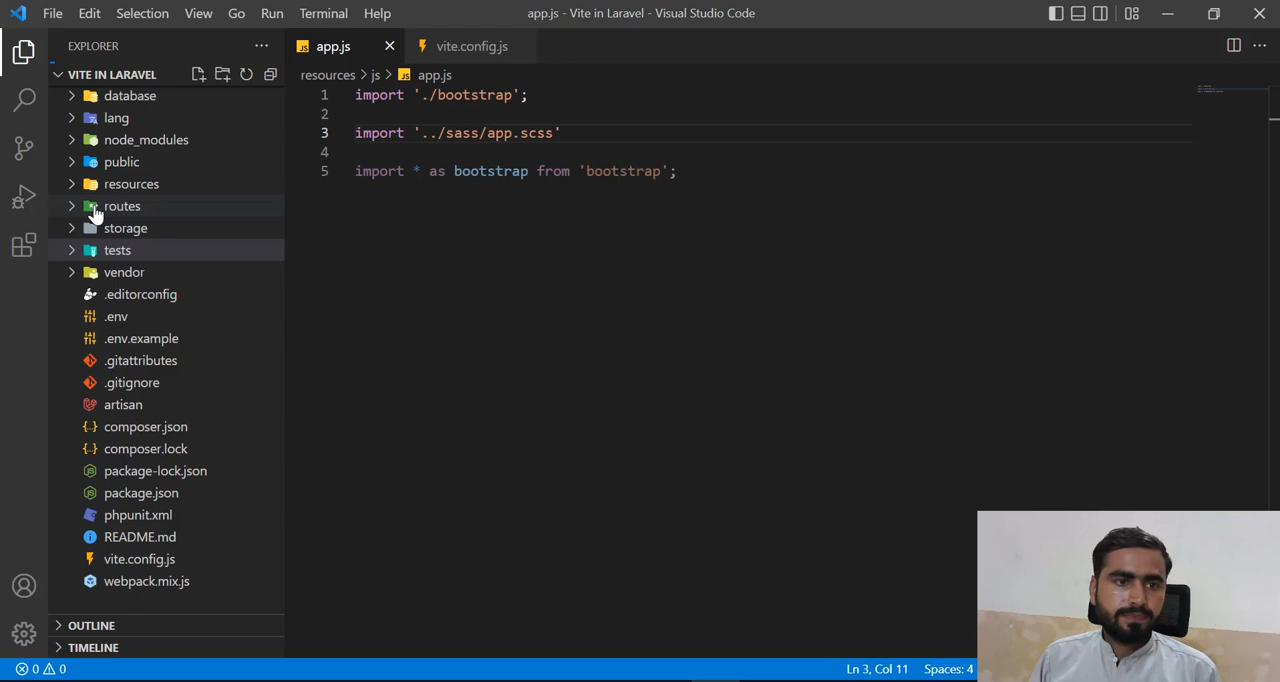 File Edit Selection View Go Run Terminal Help app.js - Vite in Laravel - Visual Studio Code
EXPLORER
VITE IN LARAVEL
database
lang
node_modules
public
resources
routes
storage
tests
vendor
.editorconfig
.env
.env.example
.gitattributes
.gitignore
artisan
composer.json
composer.lock
package-lock.json
package.json
phpunit.xml
README.md
vite.config.js
webpack.mix.js
OUTLINE
TIMELINE
JS app.js vite.config.js
resources > js > JS app.js
1 import './bootstrap';
2
3 import '../sass/app.scss'
4
5 import * as bootstrap from 'bootstrap';
0 0 Ln 3, Col 11 Spaces: 4